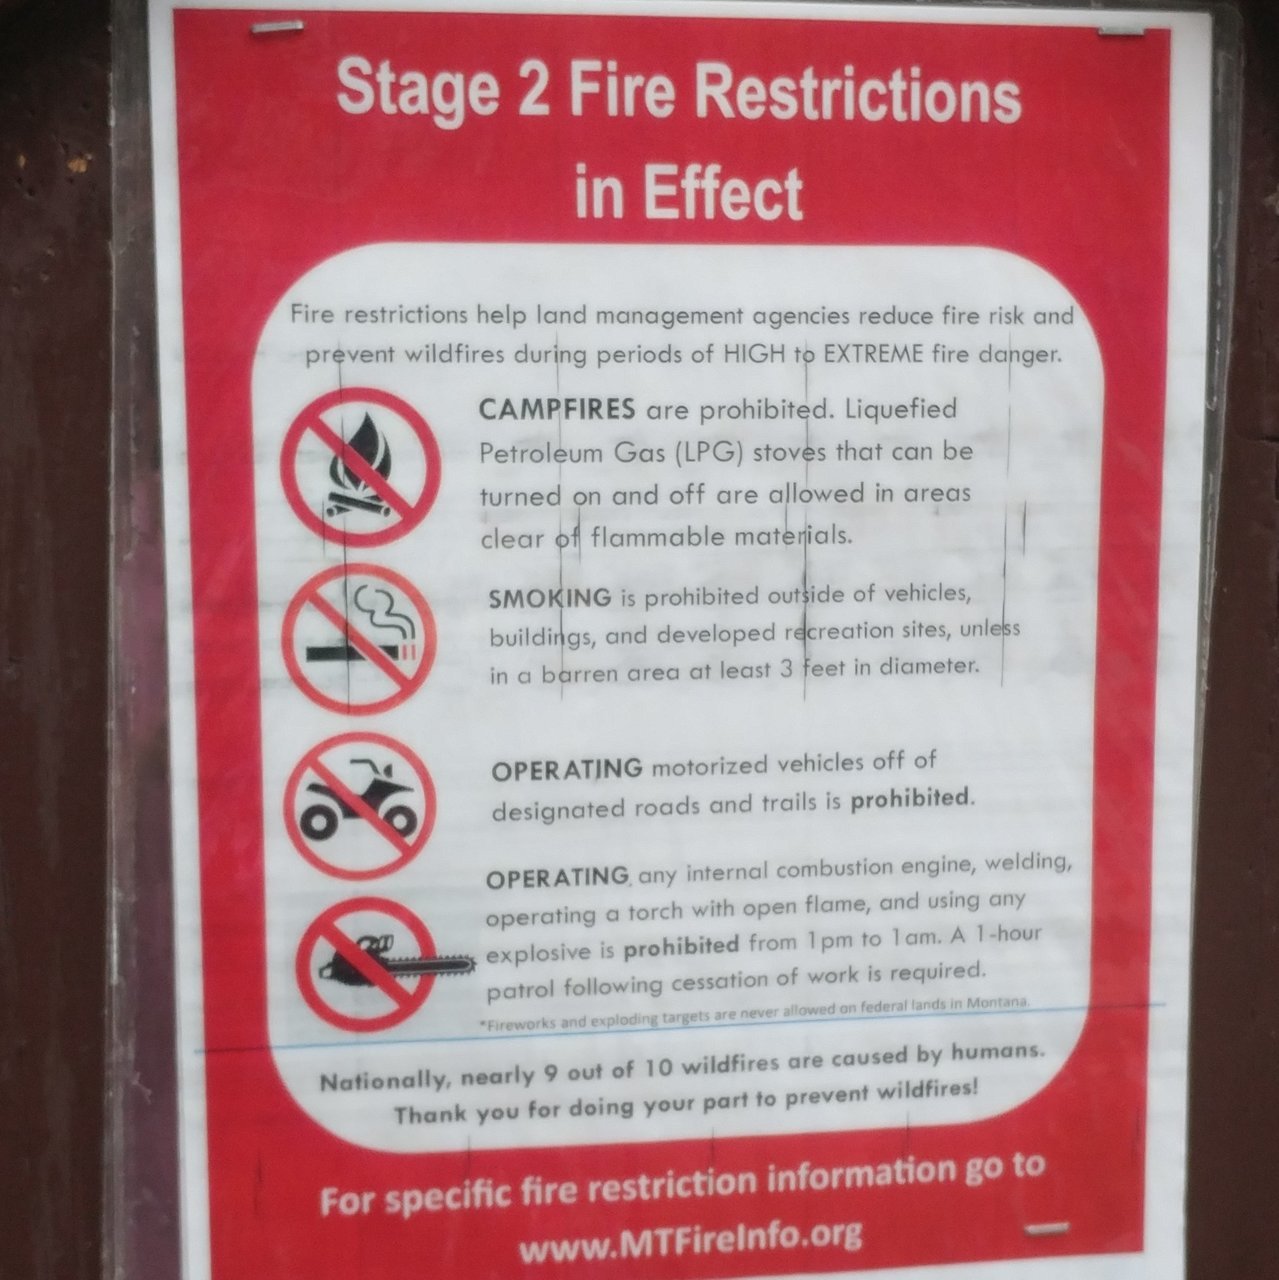 Stage 2 Fire Restrictions
in Effect
Fire restrictions help land management agencies reduce fire risk and
prevent wildfires during periods of HIGH to EXTREME fire danger.
CAMPFIRES are prohibited. Liquefied
Petroleum Gas (LPG) stoves that can be
turned on and off are allowed in areas
clear of flammable materials.
SMOKING is prohibited outside of vehicles,
buildings, and developed recreation sites, unless
in a barren area at least 3 feet in diameter.
OPERATING motorized vehicles off of
designated roads and trails is prohibited.
OPERATING any internal combustion engine, welding,
operating a torch with open flame, and using any
explosive is prohibited from 1pm to 1am. A 1-hour
patrol following cessation of work is required.
*Fireworks and exploding targets are never allowed on federal lands in Montana.
Nationally, nearly 9 out of 10 wildfires are caused by humans.
Thank you for doing your part to prevent wildfires!
For specific fire restriction information go to
www.MTFireInfo.org